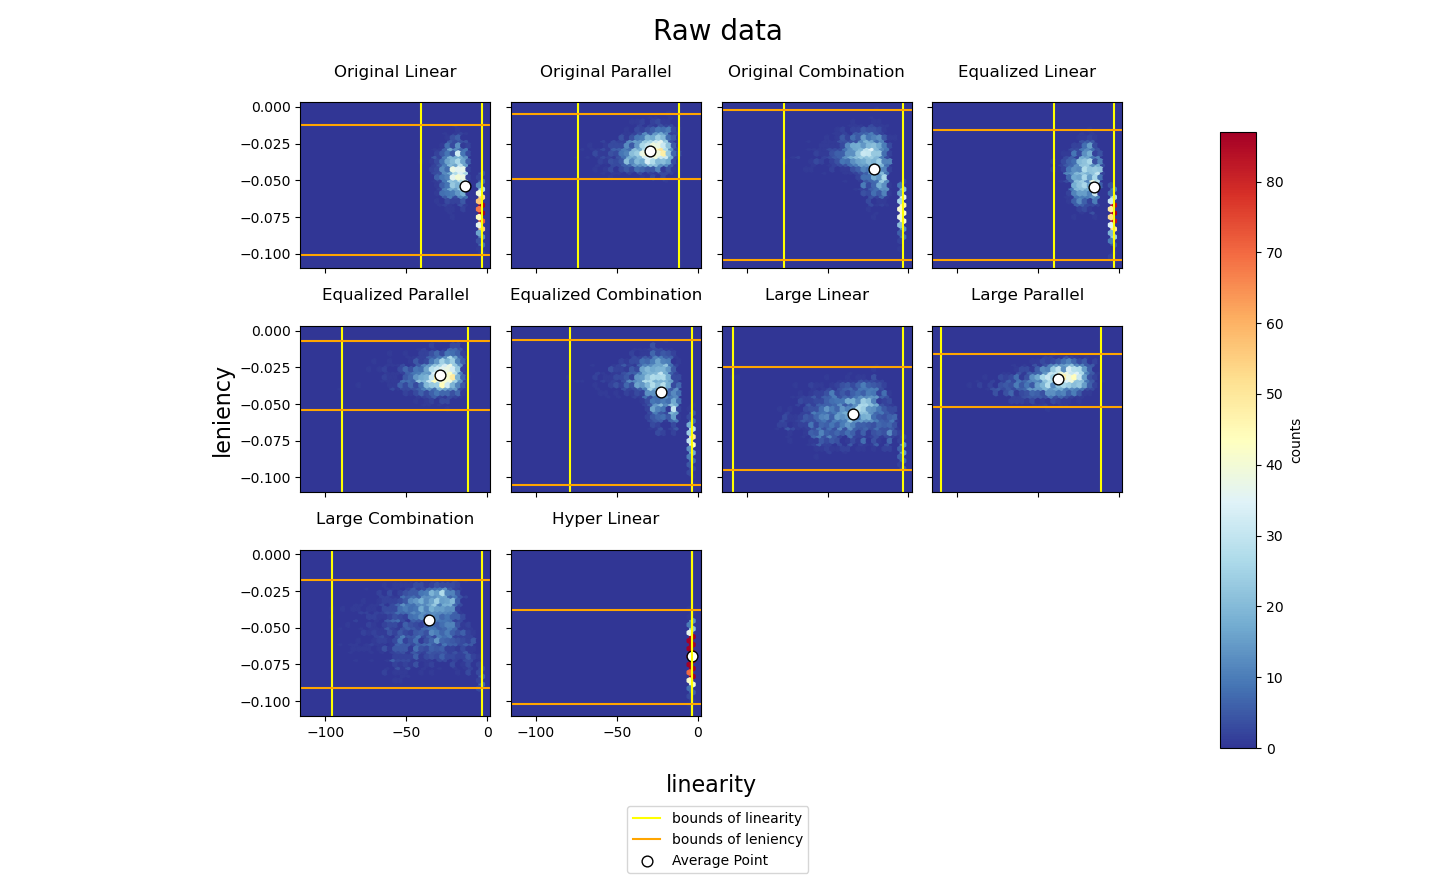 Raw data
Original Linear
Original Parallel
Original Combination
Equalized Linear
0.000
−0.025
−0.050
−0.075
−0.100
Equalized Parallel
Equalized Combination
Large Linear
Large Parallel
0.000
−0.025
−0.050
−0.075
−0.100
leniency
Large Combination
Hyper Linear
0.000
−0.025
−0.050
−0.075
−0.100
−100
−50
0
−100
−50
0
linearity
80
70
60
50
40
30
20
10
0
counts
bounds of linearity
bounds of leniency
Average Point